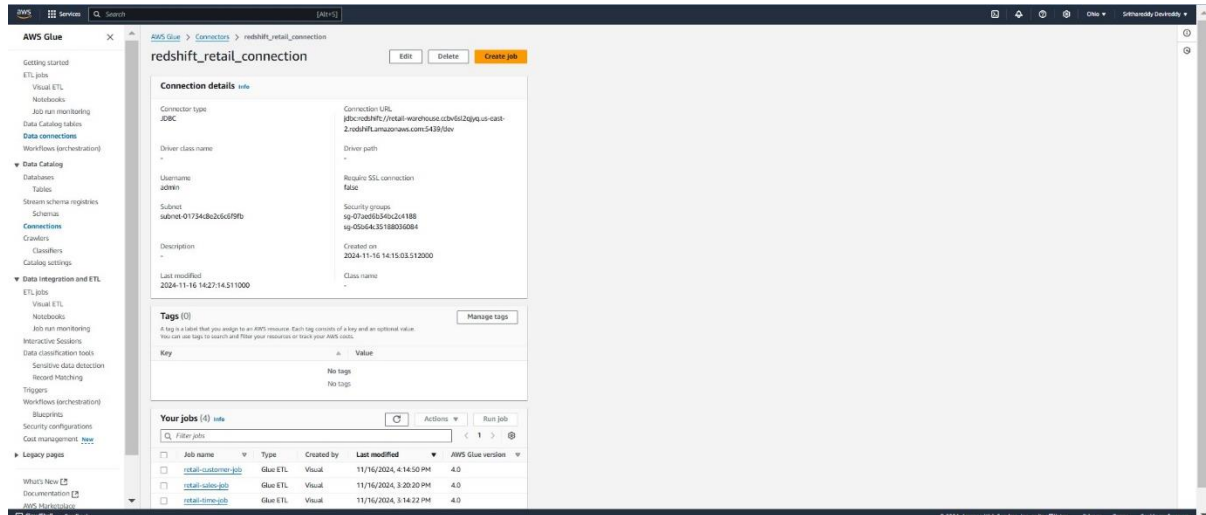 aws Services Search [Alt+S] Ohio Srithareddy Devireddy
AWS Glue
Getting started
ETL jobs
Visual ETL
Notebooks
Job run monitoring
Data Catalog tables
Data connections
Workflows (orchestration)
Data Catalog
Databases
Tables
Stream schema registries
Schemas
Connections
Crawlers
Classifiers
Catalog settings
Data Integration and ETL
ETL jobs
Visual ETL
Notebooks
Job run monitoring
Interactive Sessions
Data classification tools
Sensitive data detection
Record Matching
Triggers
Workflows (orchestration)
Blueprints
Security configurations
Cost management New
Legacy pages
What's New
Documentation
AWS Marketplace
AWS Glue > Connectors > redshift_retail_connection
redshift_retail_connection Edit Delete Create job
Connection details Info
Connector type
JDBC
Connection URL
jdbc:redshift://retail-warehouse.ccbv6sl2qjyq.us-east-
2.redshift.amazonaws.com:5439/dev
Driver class name
-
Driver path
-
Username
admin
Require SSL connection
false
Subnet
subnet-01734c8e2c6c6f9fb
Security groups
sg-07aed6b34bc2c4188
sg-05b64c35188036084
Description
-
Created on
2024-11-16 14:15:03.512000
Last modified
2024-11-16 14:27:14.511000
Class name
-
Tags (0) Manage tags
A tag is a label that you assign to an AWS resource. Each tag consists of a key and an optional value.
You can use tags to search and filter your resources or track your AWS costs.
Key Value
No tags
No tags
Your jobs (4) Info Actions Run job
Filter jobs 1
Job name Type Created by Last modified AWS Glue version
retail-customer-job Glue ETL Visual 11/16/2024, 4:14:50 PM 4.0
retail-sales-job Glue ETL Visual 11/16/2024, 3:20:20 PM 4.0
retail-time-job Glue ETL Visual 11/16/2024, 3:14:22 PM 4.0